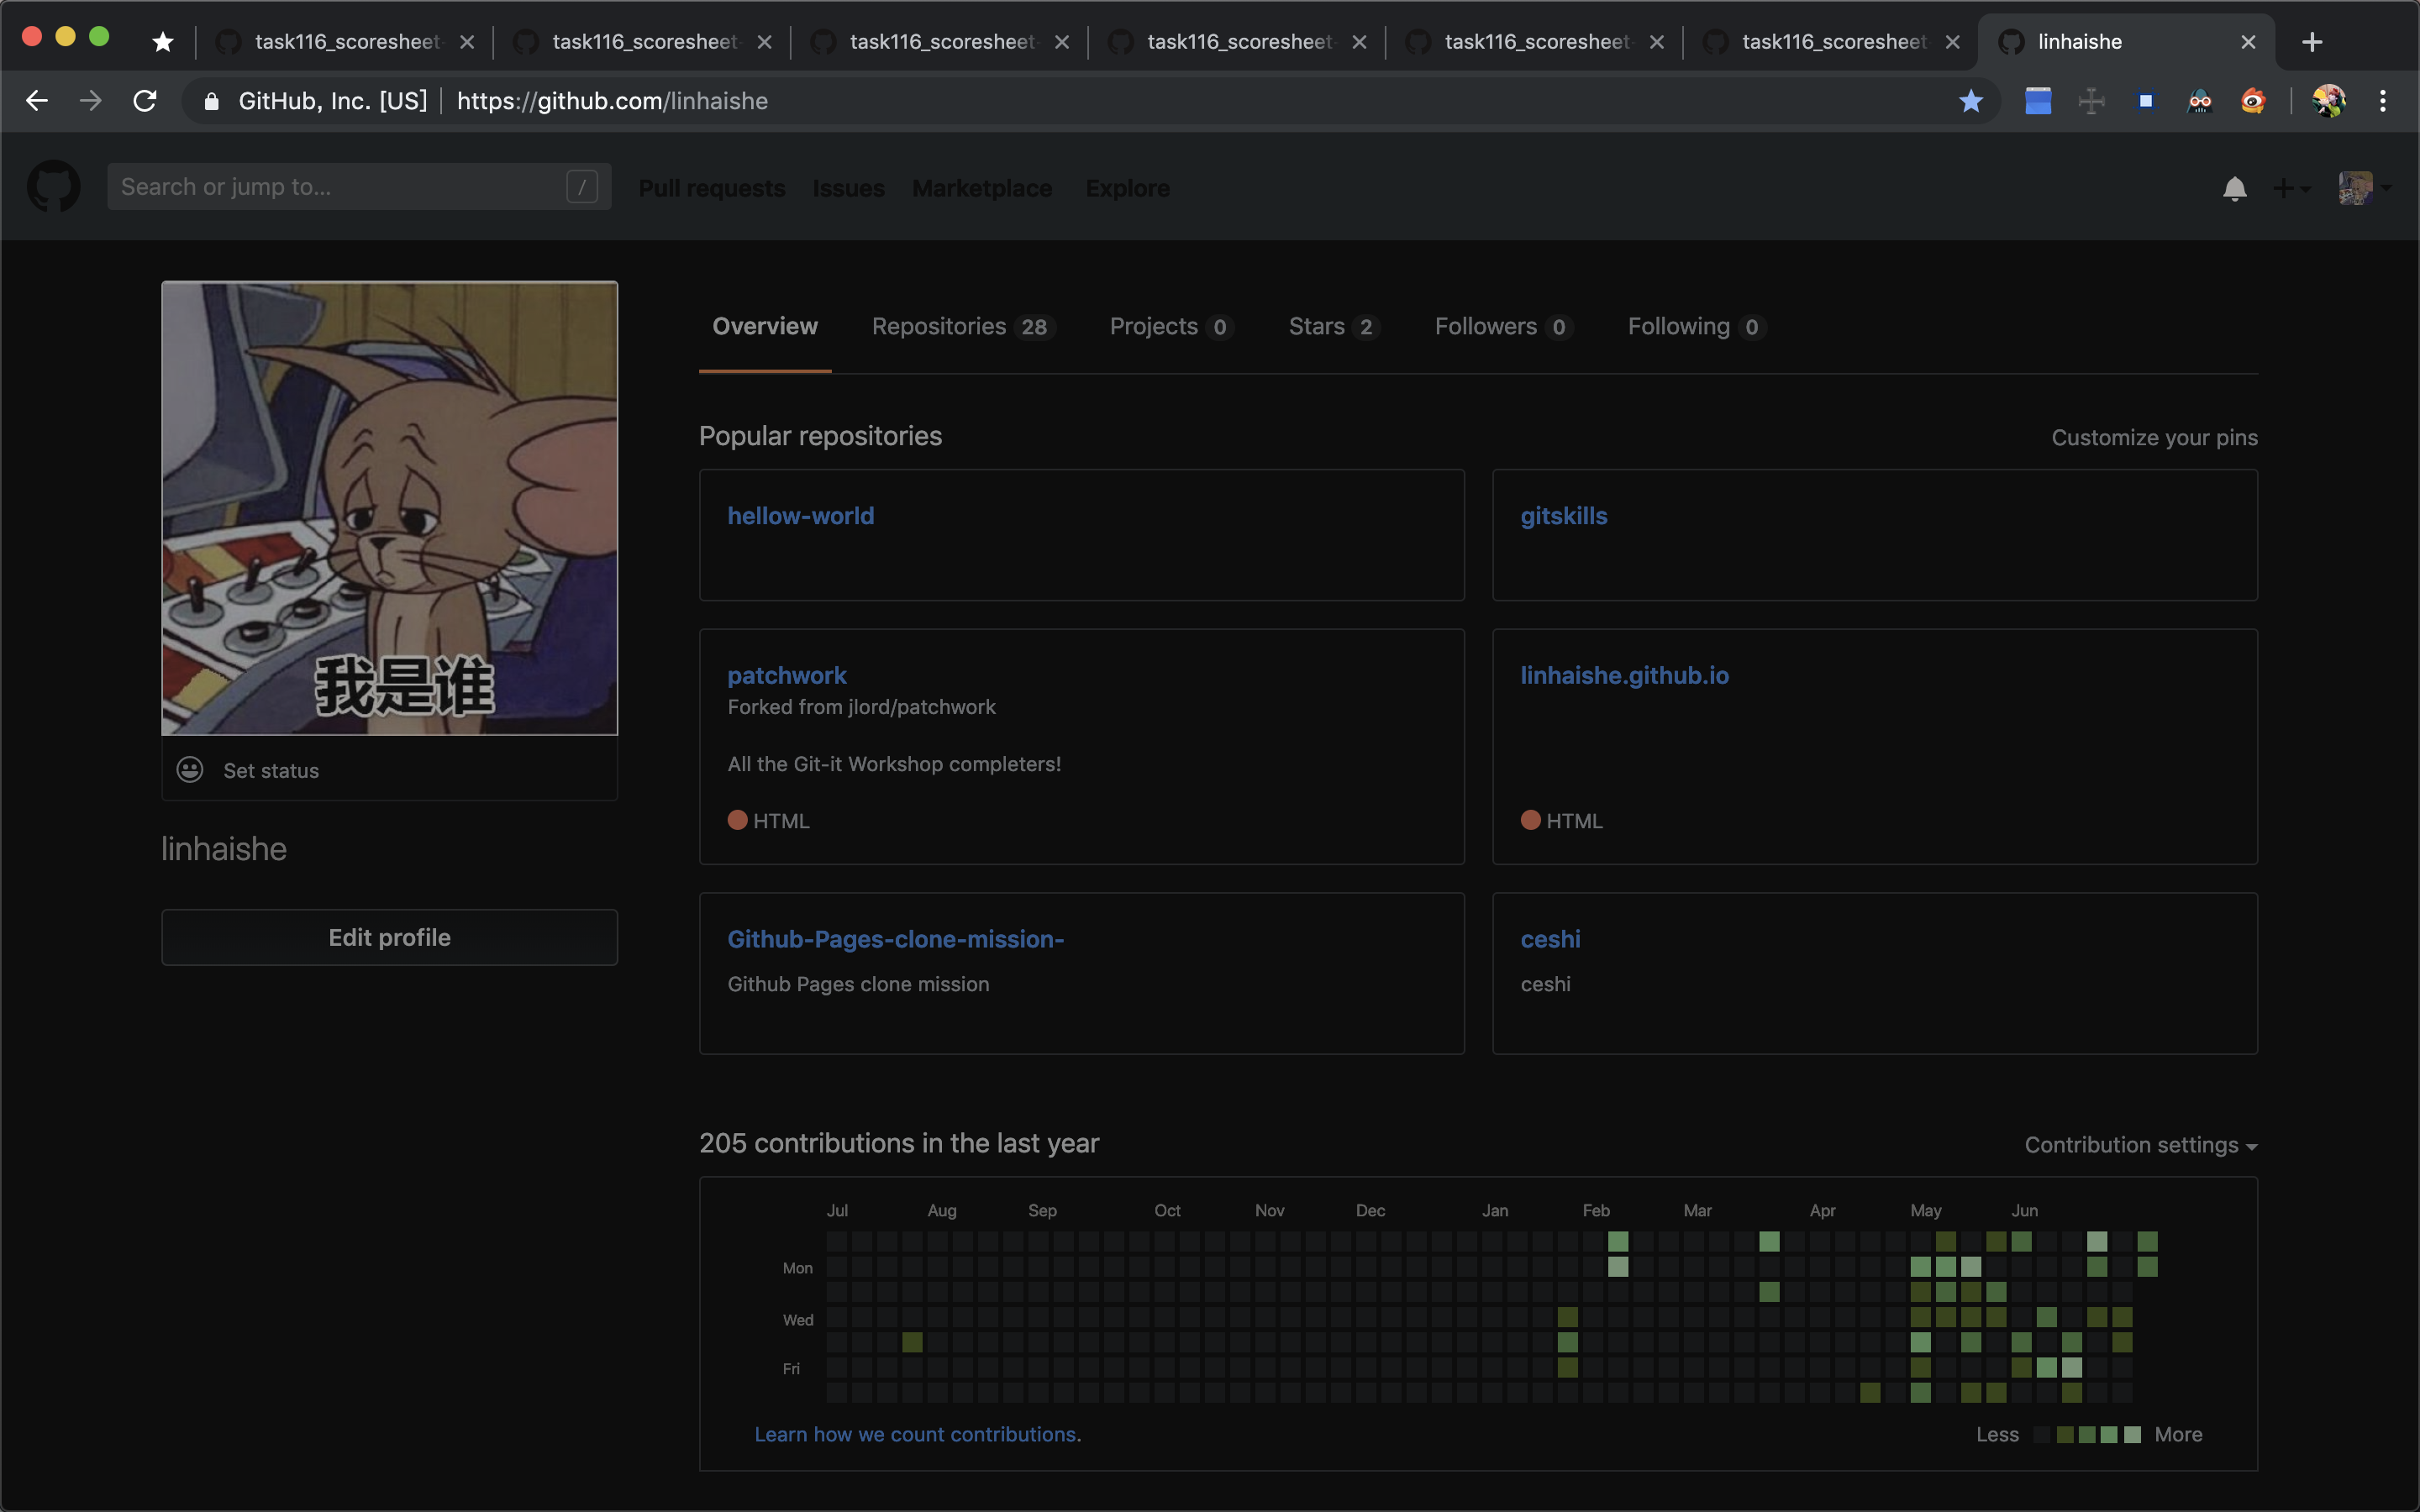 task116_scoresheet
task116_scoresheet
task116_scoresheet
task116_scoresheet
task116_scoresheet
task116_scoresheet
linhaishe
GitHub, Inc. [US] | https://github.com/linhaishe
Search or jump to...
/
Pull requests
Issues
Marketplace
Explore
我是谁
Set status
linhaishe
Edit profile
Overview
Repositories 28
Projects 0
Stars 2
Followers 0
Following 0
Popular repositories
Customize your pins
hellow-world
gitskills
patchwork
Forked from jlord/patchwork
All the Git-it Workshop completers!
HTML
linhaishe.github.io
HTML
Github-Pages-clone-mission-
Github Pages clone mission
ceshi
ceshi
205 contributions in the last year
Contribution settings
Jul Aug Sep Oct Nov Dec Jan Feb Mar Apr May Jun
Mon
Wed
Fri
Learn how we count contributions.
Less
More